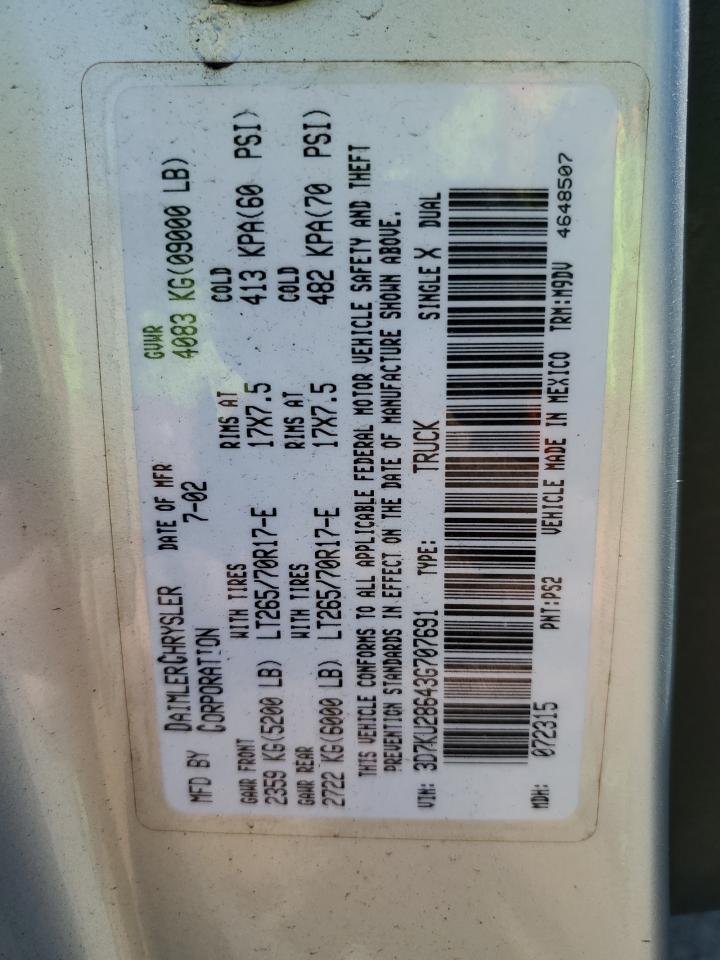 MFD BY DAIMLERCHRYSLER CORPORATION DATE OF MFR 7-02 GVWR 4083 KG(09000 LB)
GAWR FRONT WITH TIRES RIMS AT COLD
2359 KG(5200 LB) LT265/70R17-E 17X7.5 413 KPA(60 PSI)
GAWR REAR WITH TIRES RIMS AT COLD
2722 KG(6000 LB) LT265/70R17-E 17X7.5 482 KPA(70 PSI)
THIS VEHICLE CONFORMS TO ALL APPLICABLE FEDERAL MOTOR VEHICLE SAFETY AND THEFT
PREVENTION STANDARDS IN EFFECT ON THE DATE OF MANUFACTURE SHOWN ABOVE.
VIN: 3D7KU28643G707691 TYPE: TRUCK SINGLE X DUAL
MDH: 072315 PNT:PS2 VEHICLE MADE IN MEXICO TRM:M9DV 4648507